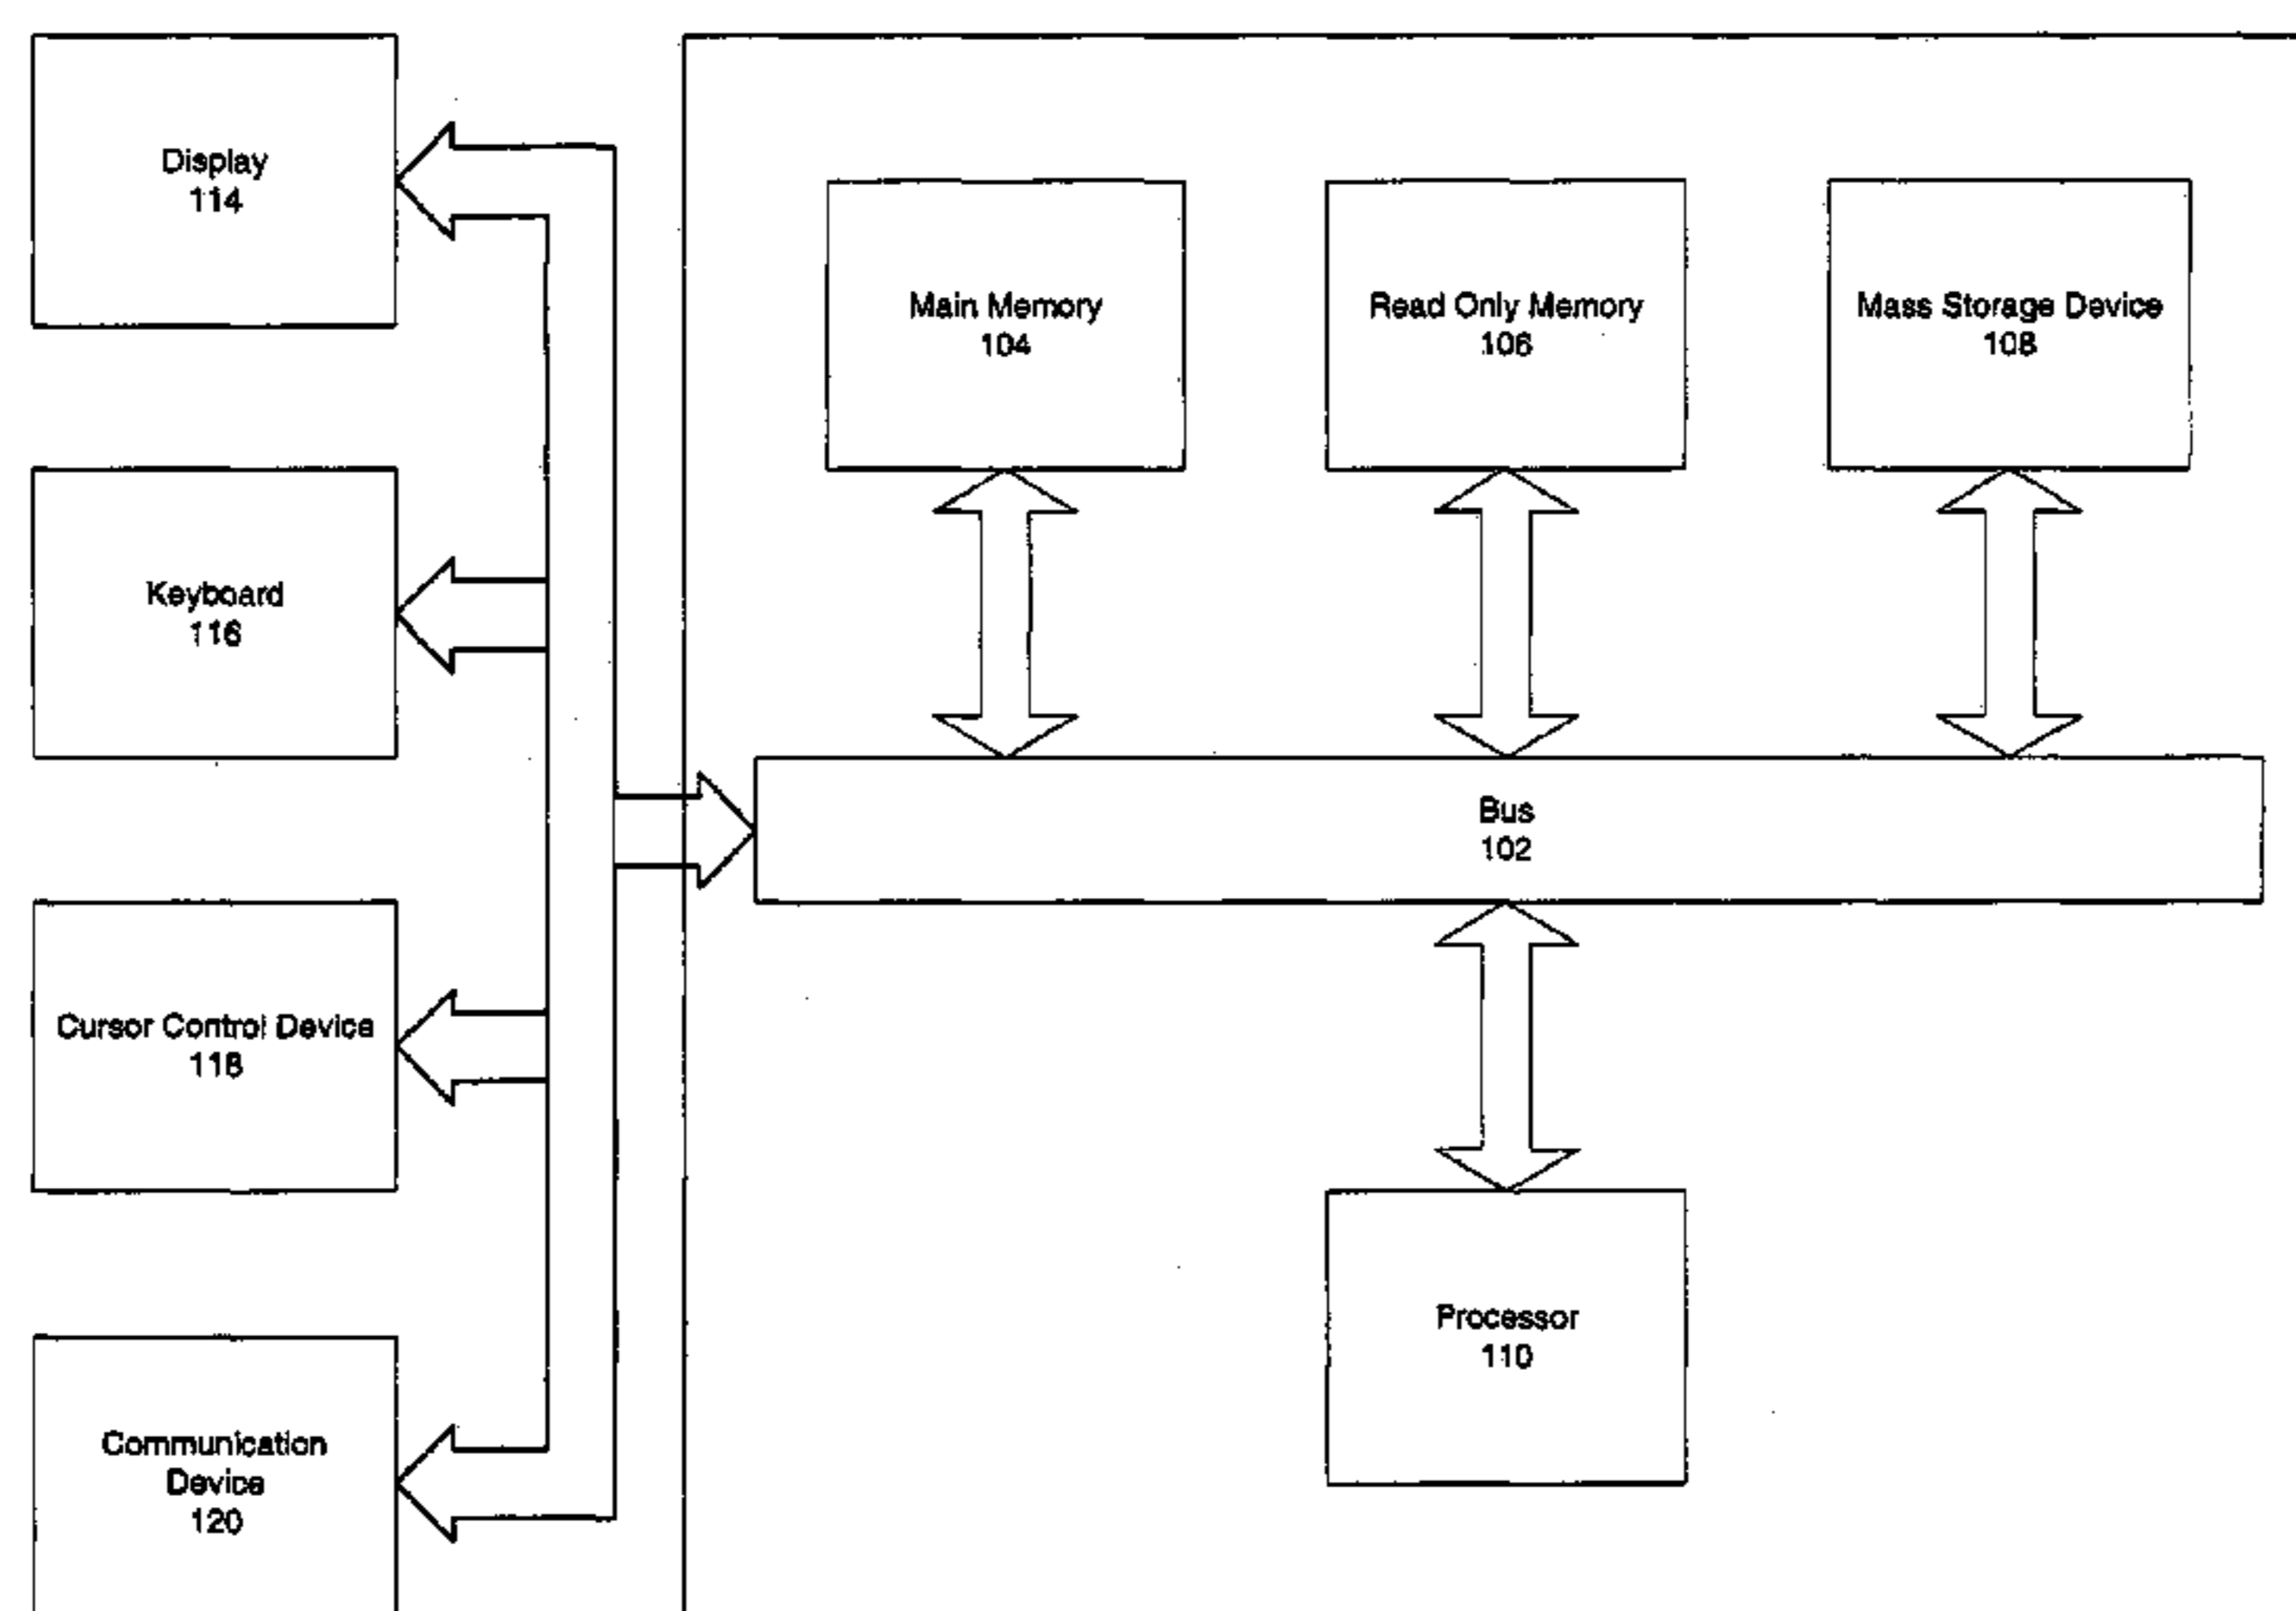 Display
114
Main Memory
104
Read Only Memory
106
Mass Storage Device
108
Keyboard
116
Bus
102
Cursor Control Device
118
Processor
110
Communication
Device
120